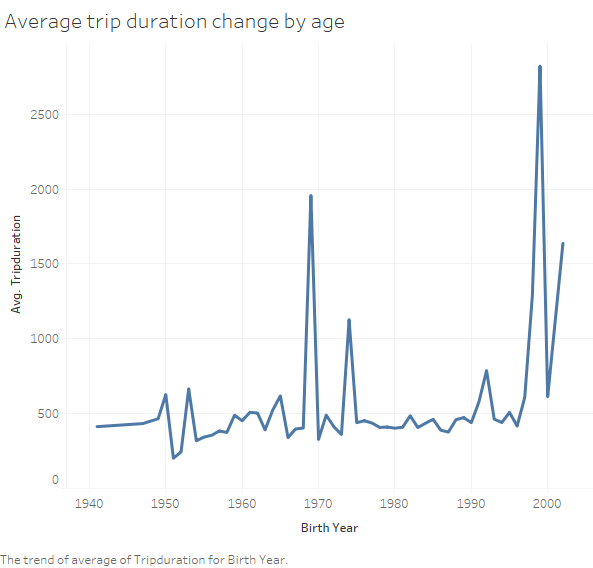 Average trip duration change by age
2500
2000
1500
1000
500
0
Avg. Tripduration
1940 1950 1960 1970 1980 1990 2000
Birth Year
The trend of average of Tripduration for Birth Year.